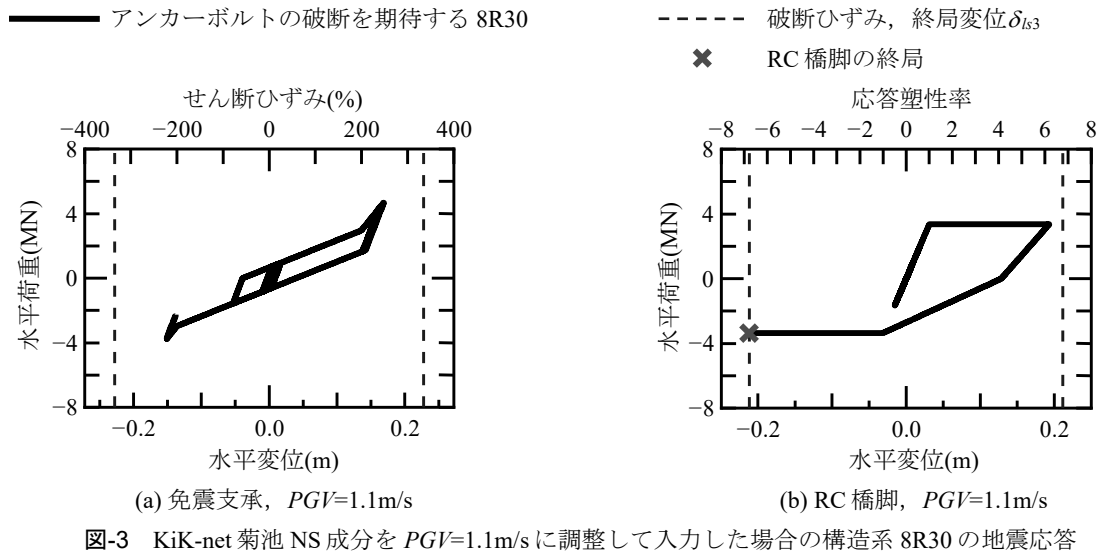 アンカーボルトの破断を期待する 8R30
破断ひずみ，終局変位δls3
RC 橋脚の終局
せん断ひずみ(%)
−400 −200 0 200 400
8
4
0
−4
−8
水平荷重(MN)
−0.2 0.0 0.2
水平変位(m)
(a) 免震支承，PGV=1.1m/s
応答塑性率
−8 −6 −4 −2 0 2 4 6 8
8
4
0
−4
−8
水平荷重(MN)
−0.2 0.0 0.2
水平変位(m)
(b) RC 橋脚，PGV=1.1m/s
図-3 KiK-net 菊池 NS 成分を PGV=1.1m/s に調整して入力した場合の構造系 8R30 の地震応答